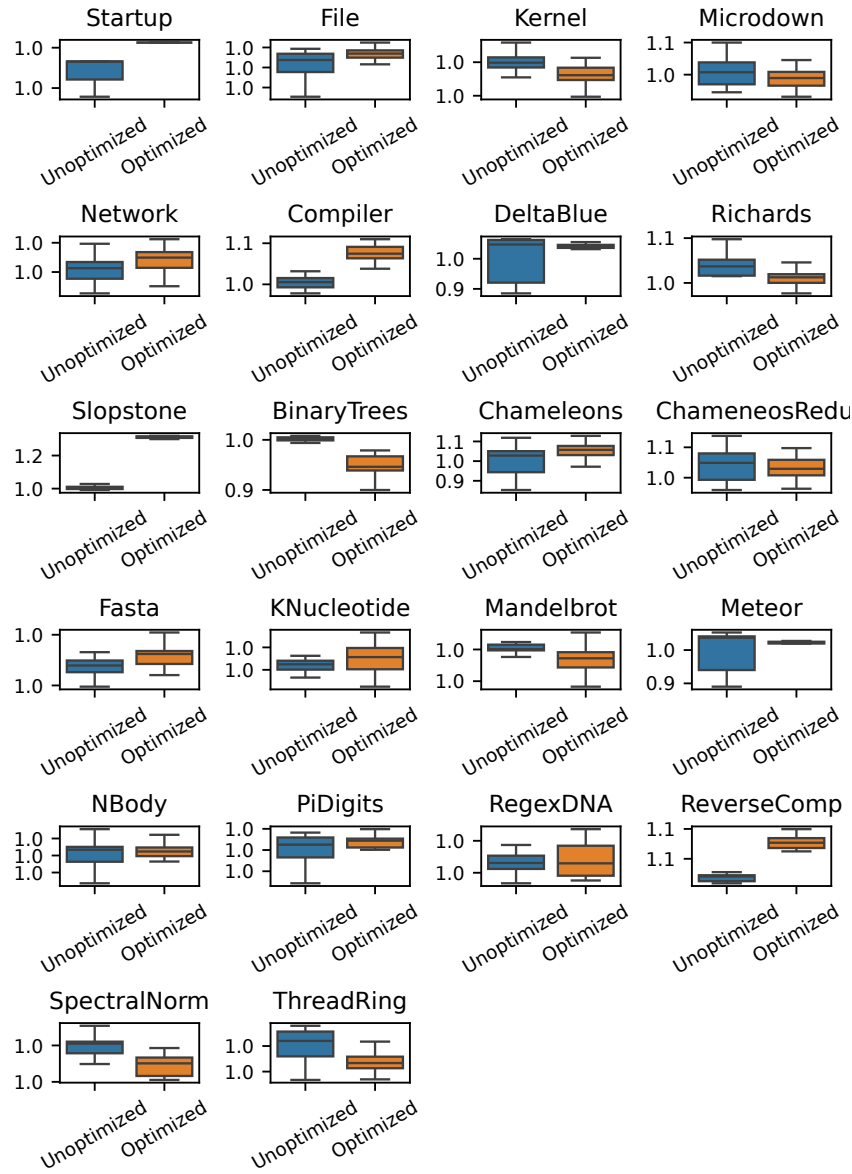 Startup File Kernel Microdown
1.0 1.0 1.0 1.1
1.0 1.0 1.0 1.0
1.0
Unoptimized Optimized Unoptimized Optimized Unoptimized Optimized Unoptimized Optimized
Network Compiler DeltaBlue Richards
1.0 1.1 1.0 1.1
1.0 1.0 0.9 1.0
Unoptimized Optimized Unoptimized Optimized Unoptimized Optimized Unoptimized Optimized
Slopstone BinaryTrees Chameleons ChameneosRedu
1.2 1.0 1.1 1.1
1.0 0.9 1.0 1.0
0.9
Unoptimized Optimized Unoptimized Optimized Unoptimized Optimized Unoptimized Optimized
Fasta KNucleotide Mandelbrot Meteor
1.0 1.0 1.0 1.0
1.0 1.0 1.0 0.9
Unoptimized Optimized Unoptimized Optimized Unoptimized Optimized Unoptimized Optimized
NBody PiDigits RegexDNA ReverseComp
1.0 1.0 1.0 1.1
1.0 1.0 1.0 1.1
1.0 1.0
Unoptimized Optimized Unoptimized Optimized Unoptimized Optimized Unoptimized Optimized
SpectralNorm ThreadRing
1.0 1.0
1.0 1.0
Unoptimized Optimized Unoptimized Optimized